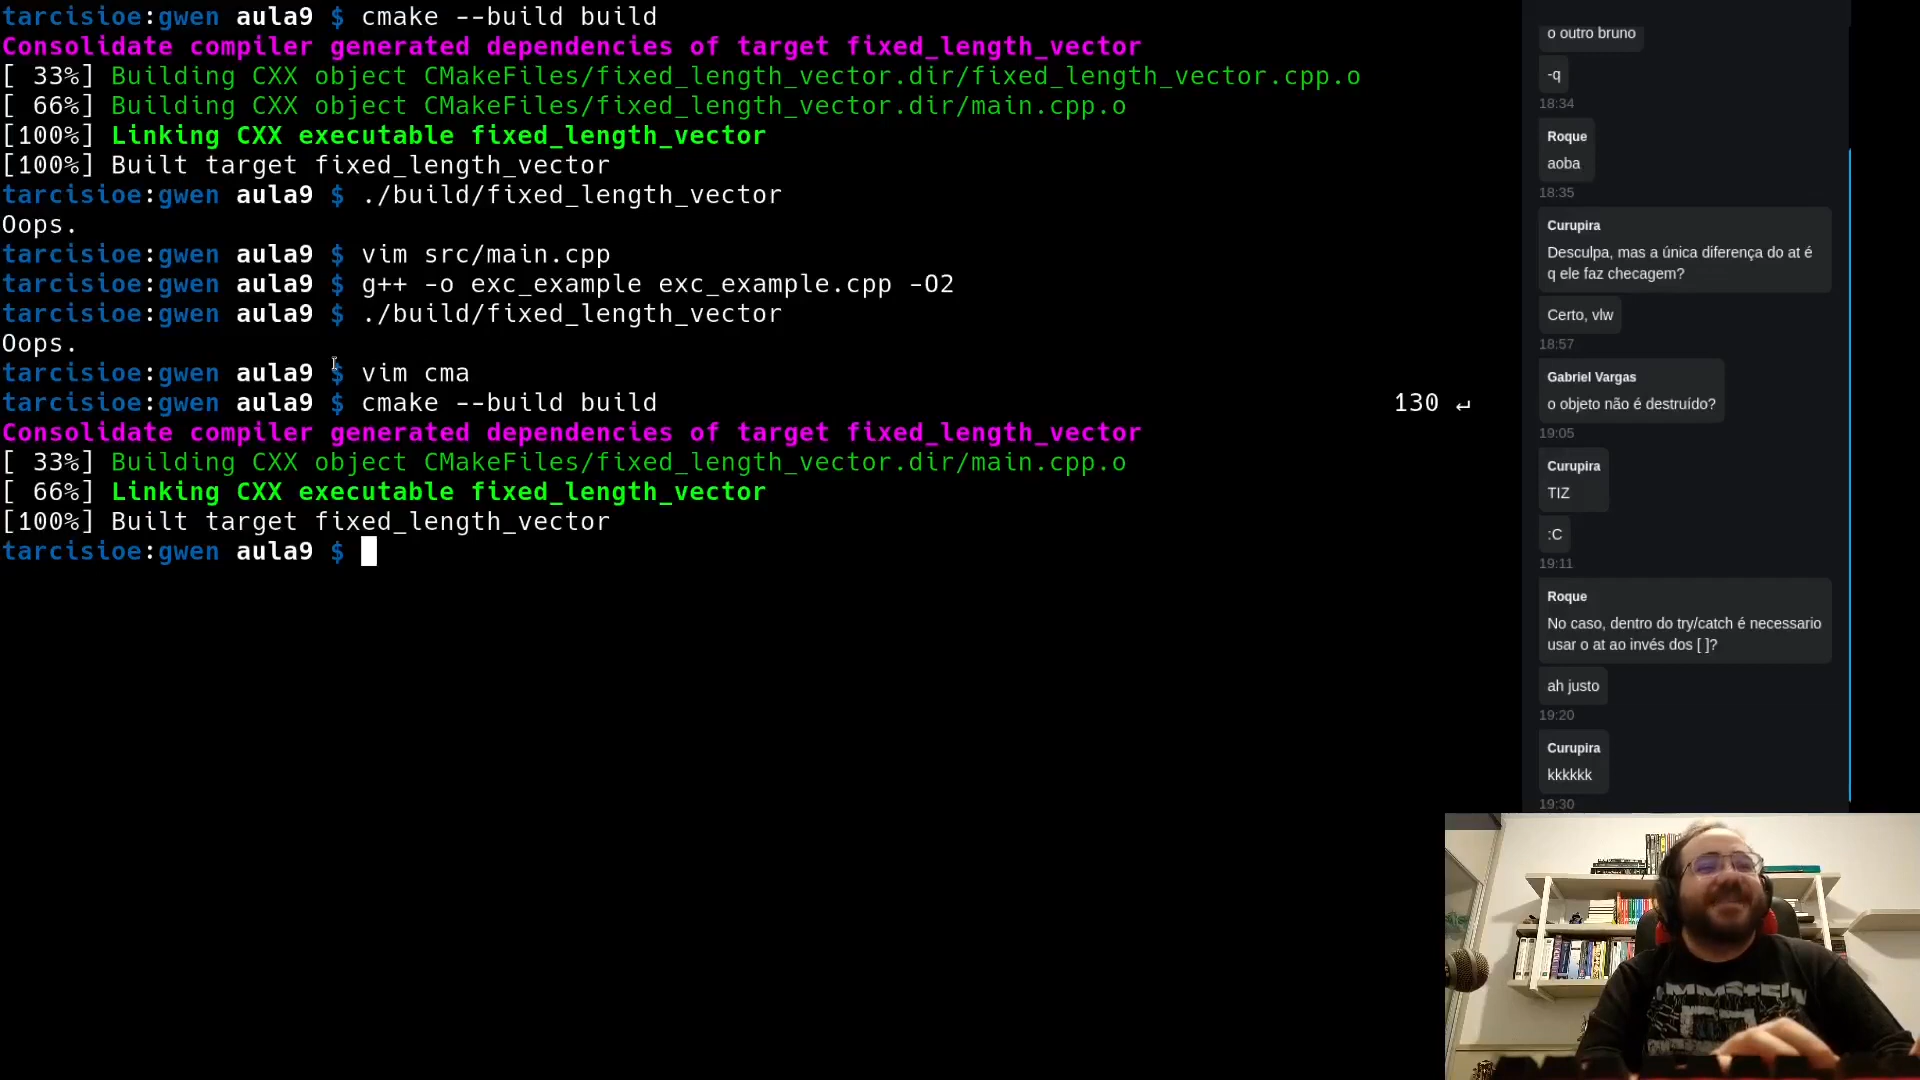 tarcisioe:gwen aula9 $ cmake --build build
Consolidate compiler generated dependencies of target fixed_length_vector
[ 33%] Building CXX object CMakeFiles/fixed_length_vector.dir/fixed_length_vector.cpp.o
[ 66%] Building CXX object CMakeFiles/fixed_length_vector.dir/main.cpp.o
[100%] Linking CXX executable fixed_length_vector
[100%] Built target fixed_length_vector
tarcisioe:gwen aula9 $ ./build/fixed_length_vector
Oops.
tarcisioe:gwen aula9 $ vim src/main.cpp
tarcisioe:gwen aula9 $ g++ -o exc_example exc_example.cpp -O2
tarcisioe:gwen aula9 $ ./build/fixed_length_vector
Oops.
tarcisioe:gwen aula9 $ vim cma
tarcisioe:gwen aula9 $ cmake --build build 130 ↵
Consolidate compiler generated dependencies of target fixed_length_vector
[ 33%] Building CXX object CMakeFiles/fixed_length_vector.dir/main.cpp.o
[ 66%] Linking CXX executable fixed_length_vector
[100%] Built target fixed_length_vector
tarcisioe:gwen aula9 $
o outro bruno
-q
18:34
Roque
aoba
18:35
Curupira
Desculpa, mas a única diferença do at é
q ele faz checagem?
Certo, vlw
18:57
Gabriel Vargas
o objeto não é destruído?
19:05
Curupira
TIZ
:C
19:11
Roque
No caso, dentro do try/catch é necessario
usar o at ao invés dos [ ]?
ah justo
19:20
Curupira
kkkkkk
19:30